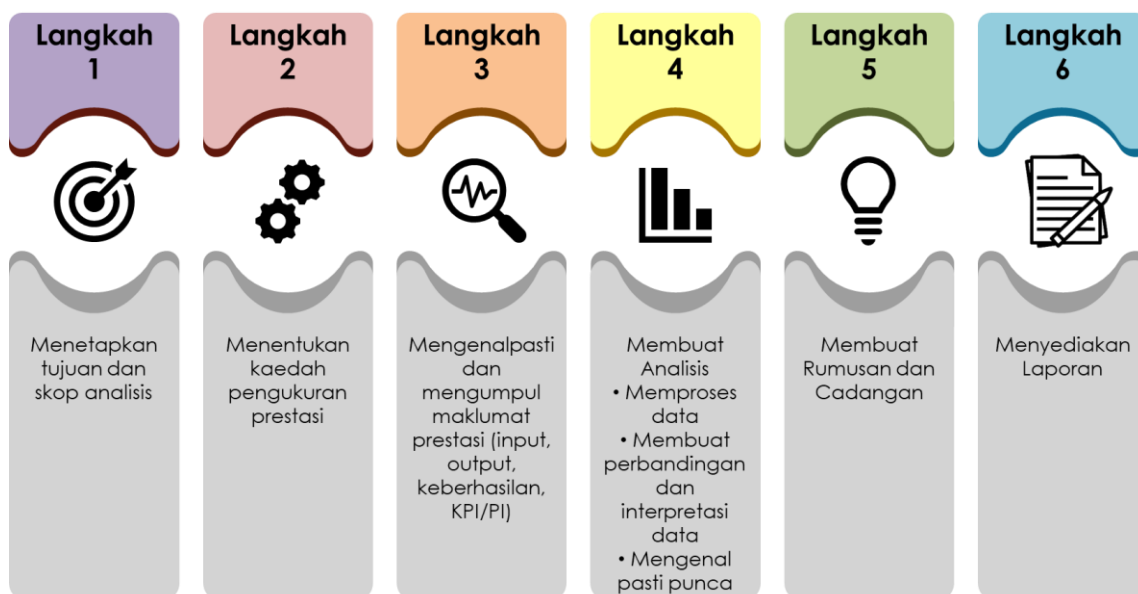 Langkah
1
Menetapkan
tujuan dan
skop analisis
Langkah
2
Menentukan
kaedah
pengukuran
prestasi
Langkah
3
Mengenalpasti
dan
mengumpul
maklumat
prestasi (input,
output,
keberhasilan,
KPI/PI)
Langkah
4
Membuat
Analisis
• Memproses
data
• Membuat
perbandingan
dan
interpretasi
data
• Mengenal
pasti punca
Langkah
5
Membuat
Rumusan dan
Cadangan
Langkah
6
Menyediakan
Laporan